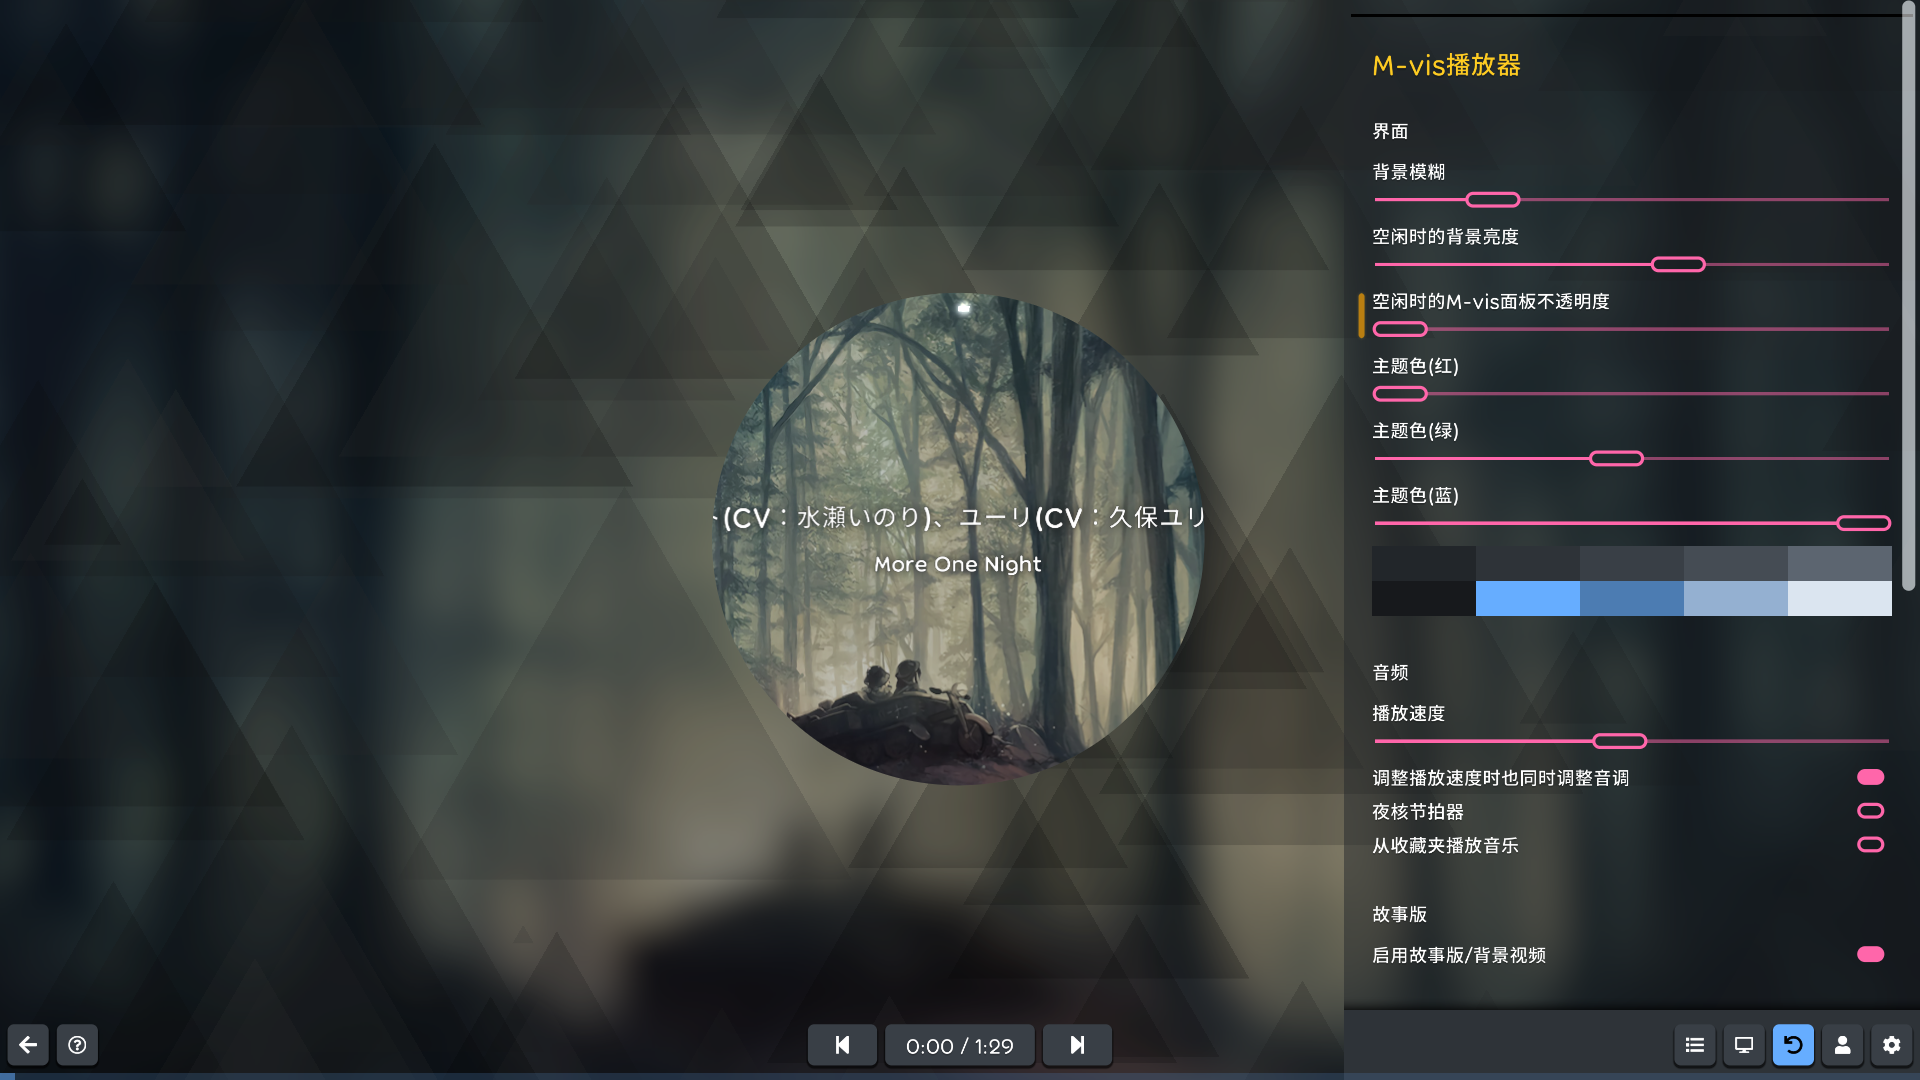 M-vis播放器
界面
背景模糊
空闲时的背景亮度
空闲时的M-vis面板不透明度
主题色(红)
主题色(绿)
主题色(蓝)
音频
播放速度
调整播放速度时也同时调整音调
夜核节拍器
从收藏夹播放音乐
故事版
启用故事版/背景视频
(CV：水瀬いのり)、ユーリ(CV：久保ユリ
More One Night
0:00 / 1:29